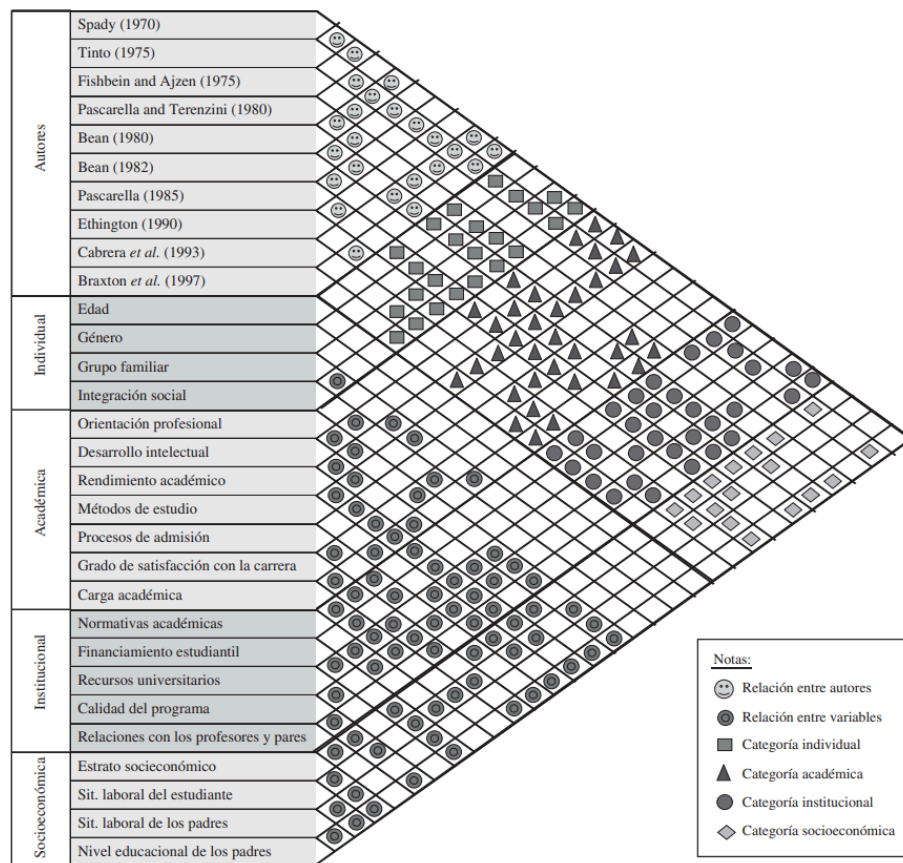 Autores
Spady (1970)
Tinto (1975)
Fishbein and Ajzen (1975)
Pascarella and Terenzini (1980)
Bean (1980)
Bean (1982)
Pascarella (1985)
Ethington (1990)
Cabrera et al. (1993)
Braxton et al. (1997)
Individual
Edad
Género
Grupo familiar
Integración social
Académica
Orientación profesional
Desarrollo intelectual
Rendimiento académico
Métodos de estudio
Procesos de admisión
Grado de satisfacción con la carrera
Carga académica
Institucional
Normativas académicas
Financiamiento estudiantil
Recursos universitarios
Calidad del programa
Relaciones con los profesores y pares
Socioeconómica
Estrato socioeconómico
Sit. laboral del estudiante
Sit. laboral de los padres
Nivel educacional de los padres
Notas:
Relación entre autores
Relación entre variables
Categoría individual
Categoría académica
Categoría institucional
Categoría socioeconómica